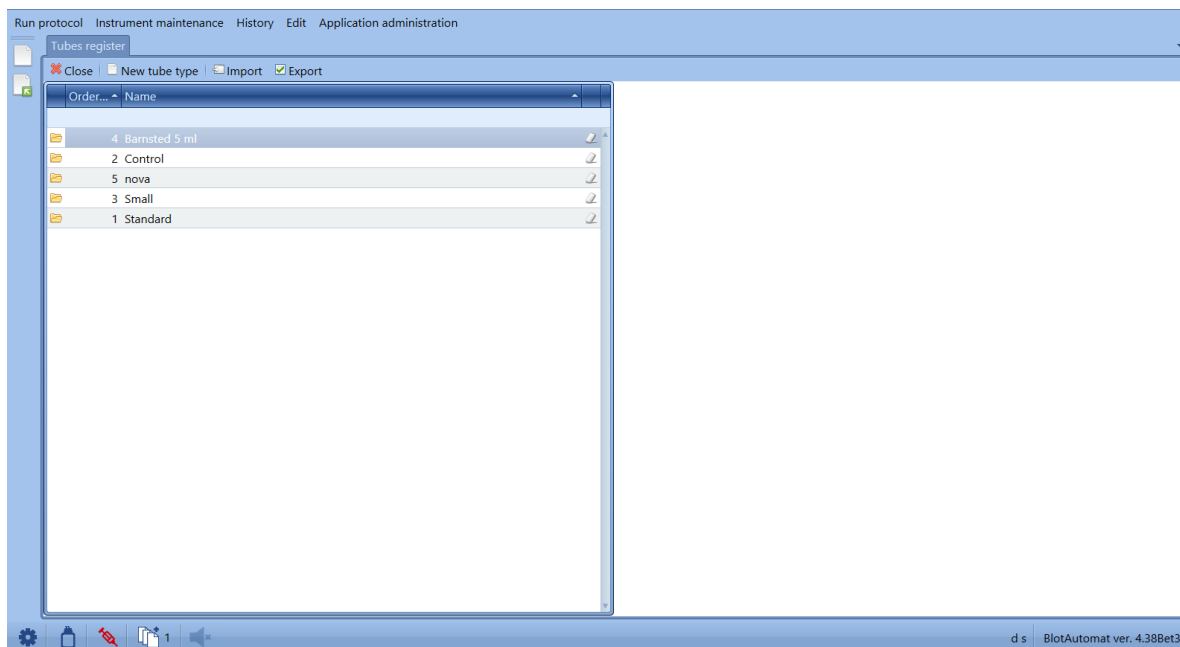 Run protocol Instrument maintenance History Edit Application administration
Tubes register
Close New tube type Import Export
Order... Name
4 Barnsted 5 ml
2 Control
5 nova
3 Small
1 Standard
1 d s BlotAutomat ver. 4.38Bet3